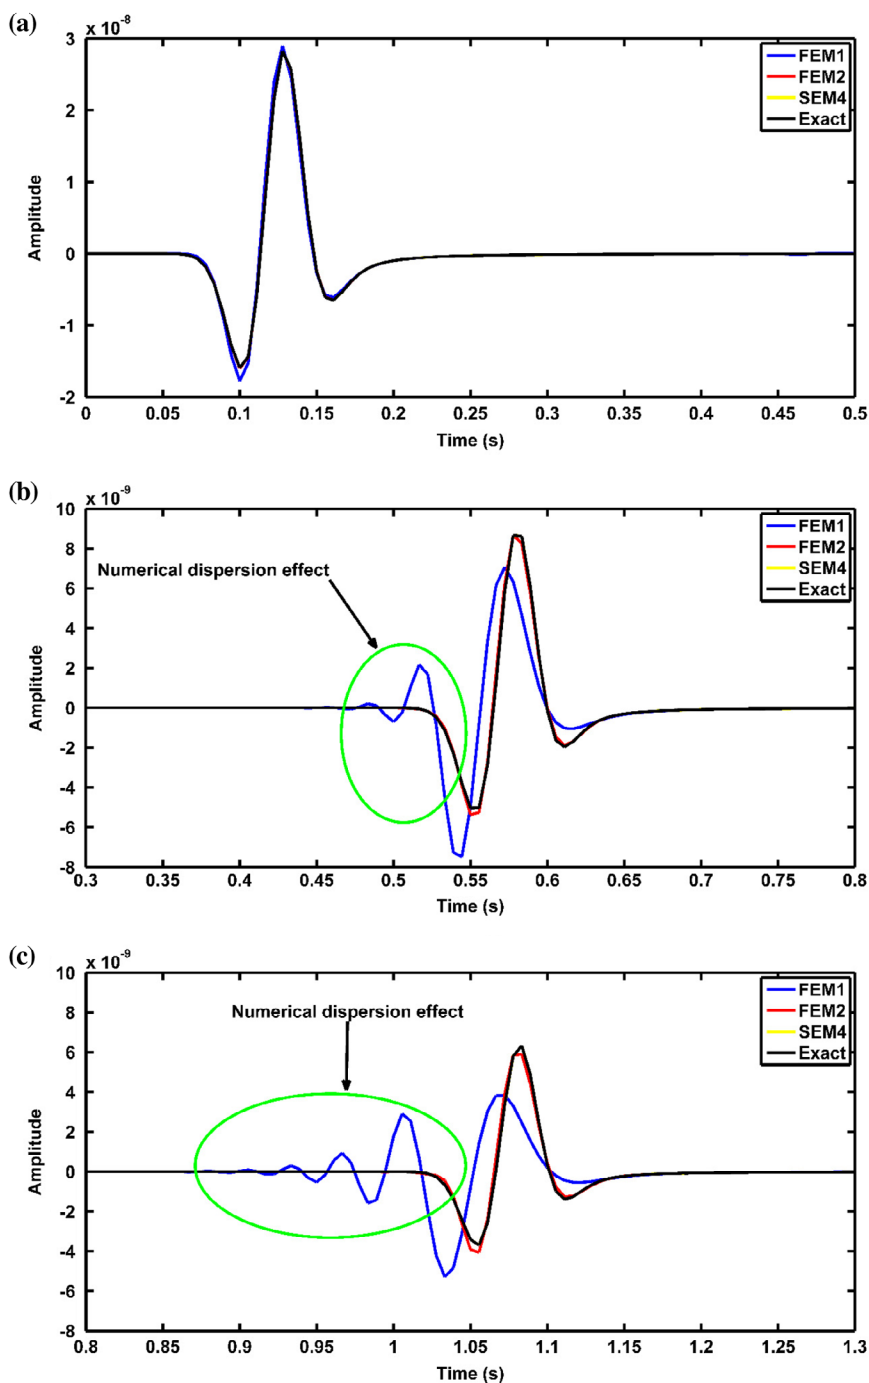 (a)
x 10-8
3
2
1
0
-1
-2
Amplitude
FEM1
FEM2
SEM4
Exact
0 0.05 0.1 0.15 0.2 0.25 0.3 0.35 0.4 0.45 0.5
Time (s)
(b)
x 10-9
10
8
6
4
2
0
-2
-4
-6
-8
Amplitude
Numerical dispersion effect
FEM1
FEM2
SEM4
Exact
0.3 0.35 0.4 0.45 0.5 0.55 0.6 0.65 0.7 0.75 0.8
Time (s)
(c)
x 10-9
10
8
6
4
2
0
-2
-4
-6
-8
Amplitude
Numerical dispersion effect
FEM1
FEM2
SEM4
Exact
0.8 0.85 0.9 0.95 1 1.05 1.1 1.15 1.2 1.25 1.3
Time (s)